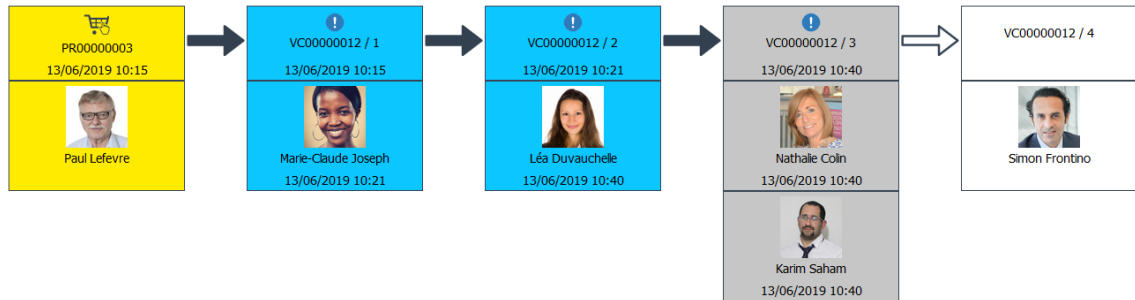 PR00000003
13/06/2019 10:15
Paul Lefevre
VC00000012 / 1
13/06/2019 10:15
Marie-Claude Joseph
13/06/2019 10:21
VC00000012 / 2
13/06/2019 10:21
Léa Duvauchelle
13/06/2019 10:40
VC00000012 / 3
13/06/2019 10:40
Nathalie Colin
13/06/2019 10:40
Karim Saham
13/06/2019 10:40
VC00000012 / 4
Simon Frontino